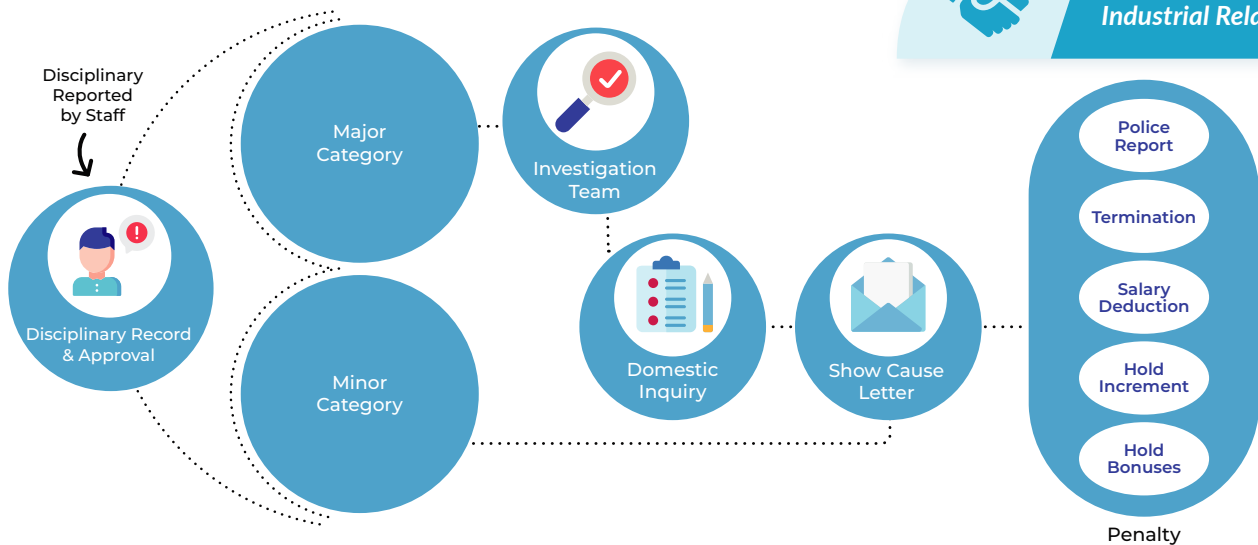 Industrial Rela
Disciplinary
Reported
by Staff
Disciplinary Record
& Approval
Major
Category
Minor
Category
Investigation
Team
Domestic
Inquiry
Show Cause
Letter
Police
Report
Termination
Salary
Deduction
Hold
Increment
Hold
Bonuses
Penalty